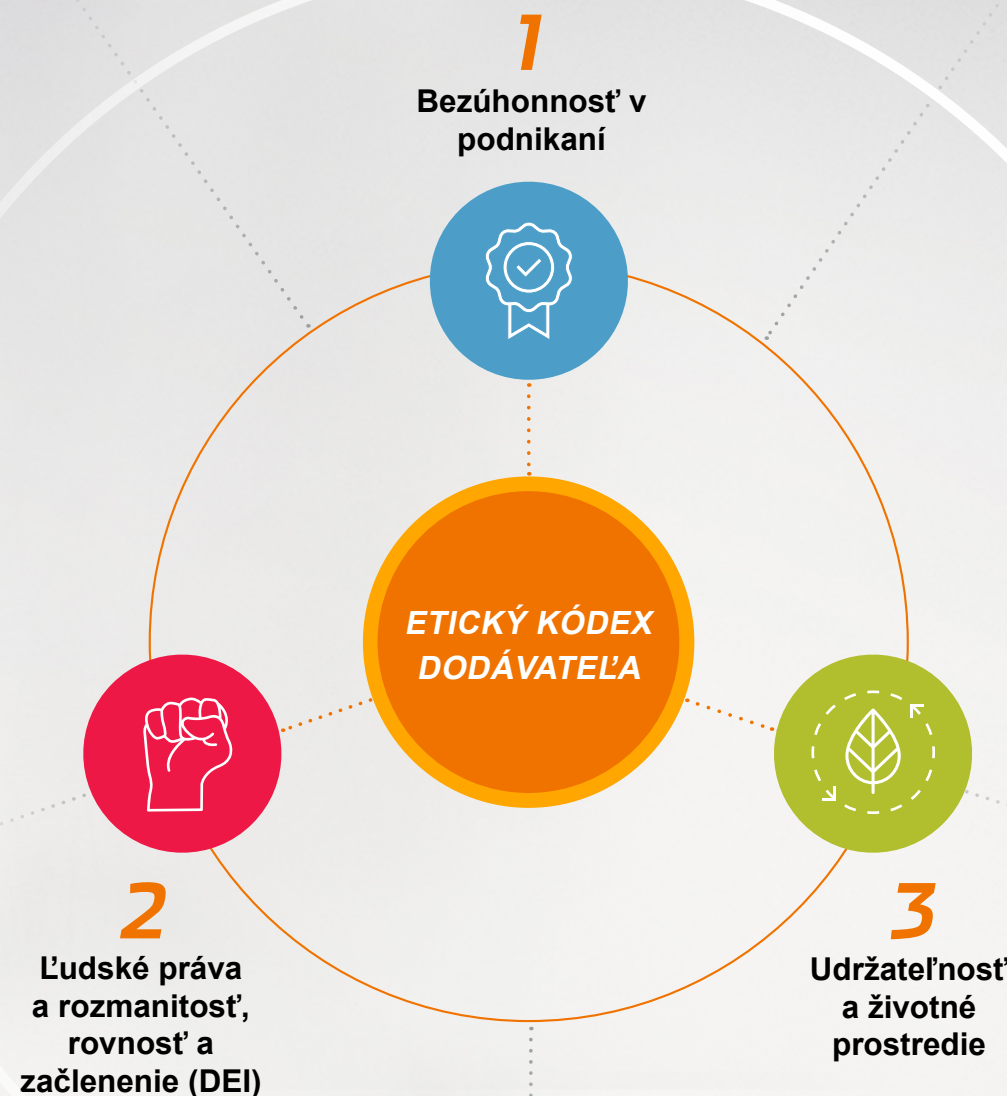 1
Bezúhonnosť v
podnikaní
ETICKÝ KÓDEX
DODÁVATEĽA
2
Ľudské práva
a rozmanitosť,
rovnosť a
začlenenie (DEI)
3
Udržateľnosť
a životné
prostredie